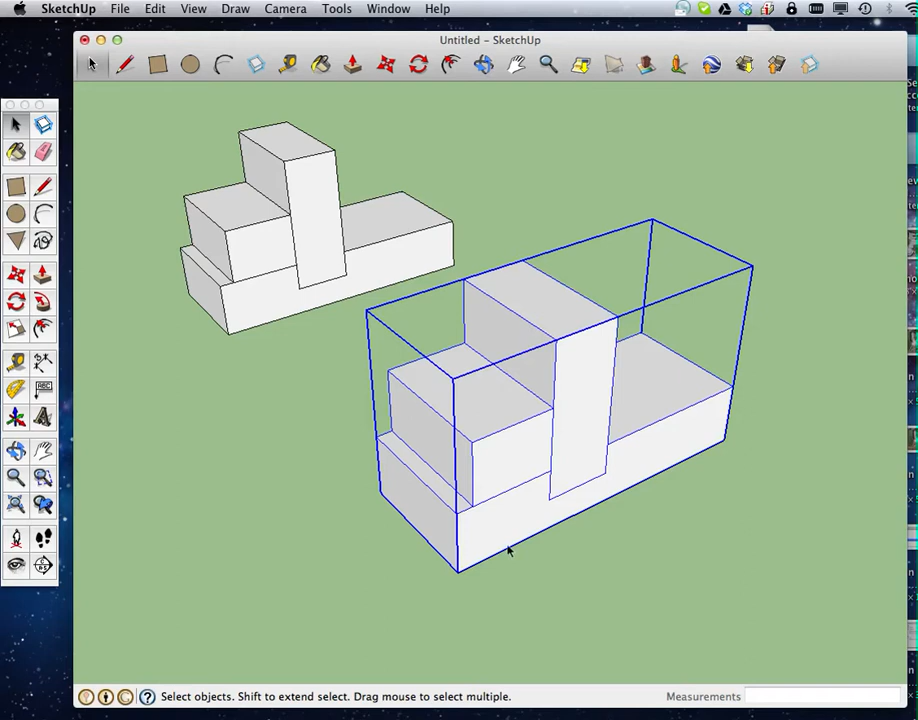 SketchUp File Edit View Draw Camera Tools Window Help
Untitled – SketchUp
ABC
Select objects. Shift to extend select. Drag mouse to select multiple.
Measurements